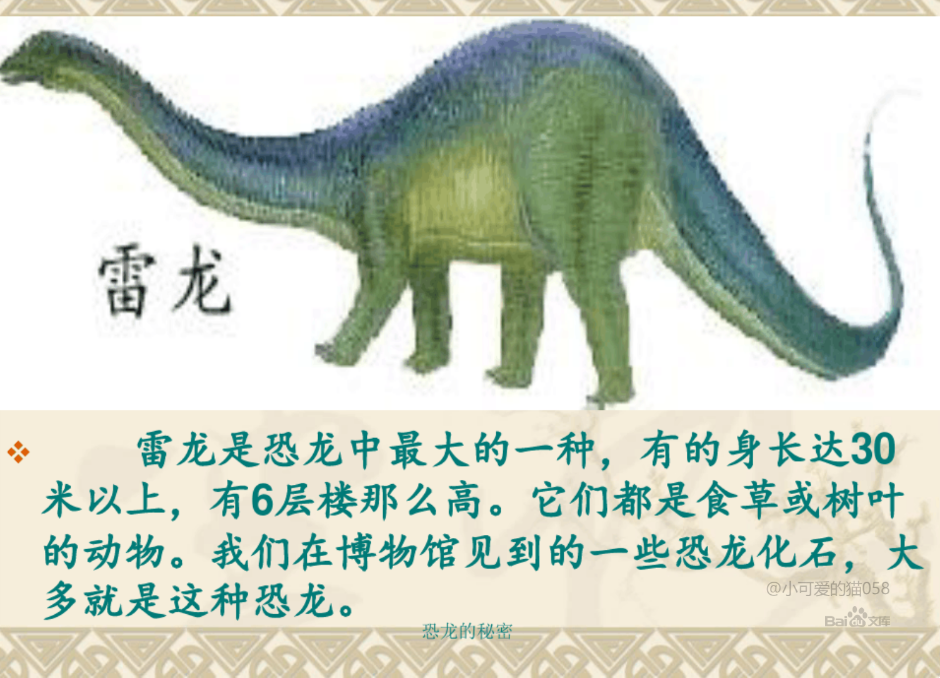 雷龙
雷龙是恐龙中最大的一种，有的身长达30
米以上，有6层楼那么高。它们都是食草或树叶
的动物。我们在博物馆见到的一些恐龙化石，大
多就是这种恐龙。
@小可爱的猫058
Bai du 文库
恐龙的秘密